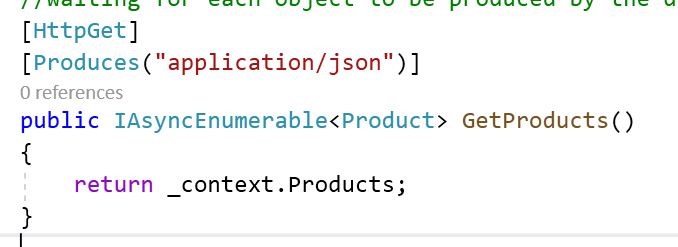 //waiting for each object to be produced by the d
[HttpGet]
[Produces("application/json")]
0 references
public IAsyncEnumerable<Product> GetProducts()
{
    return _context.Products;
}